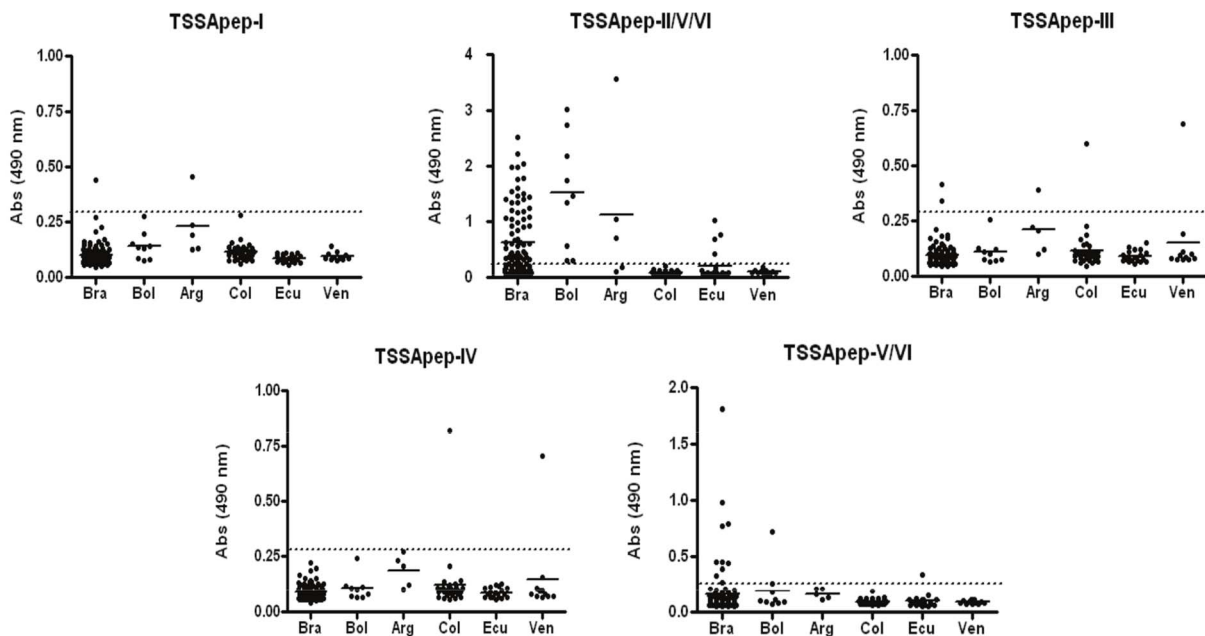 TSSApep-I
1.00
0.75
0.50
0.25
0.00
Abs (490 nm)
Bra Bol Arg Col Ecu Ven
TSSApep-II/V/VI
4
3
2
1
0
Abs (490 nm)
Bra Bol Arg Col Ecu Ven
TSSApep-III
1.00
0.75
0.50
0.25
0.00
Abs (490 nm)
Bra Bol Arg Col Ecu Ven
TSSApep-IV
1.00
0.75
0.50
0.25
0.00
Abs (490 nm)
Bra Bol Arg Col Ecu Ven
TSSApep-V/VI
2.0
1.5
1.0
0.5
0.0
Abs (490 nm)
Bra Bol Arg Col Ecu Ven